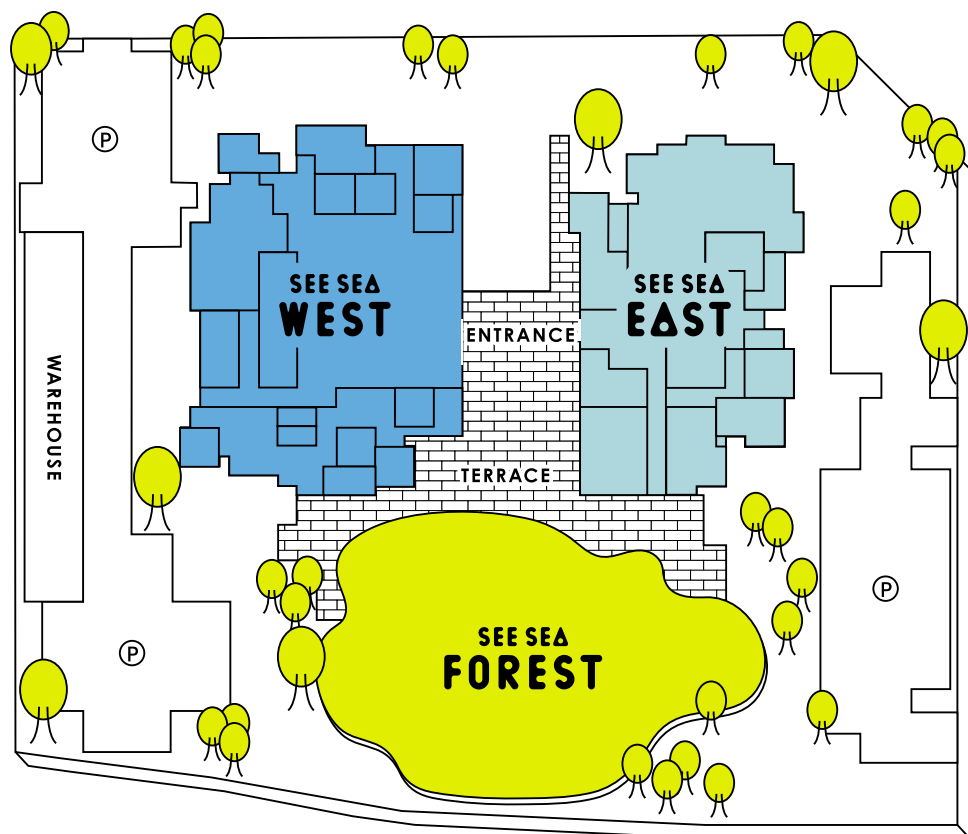 P
SEE SEA
WEST
SEE SEA
EAST
ENTRANCE
WAREHOUSE
TERRACE
P
SEE SEA
FOREST
P